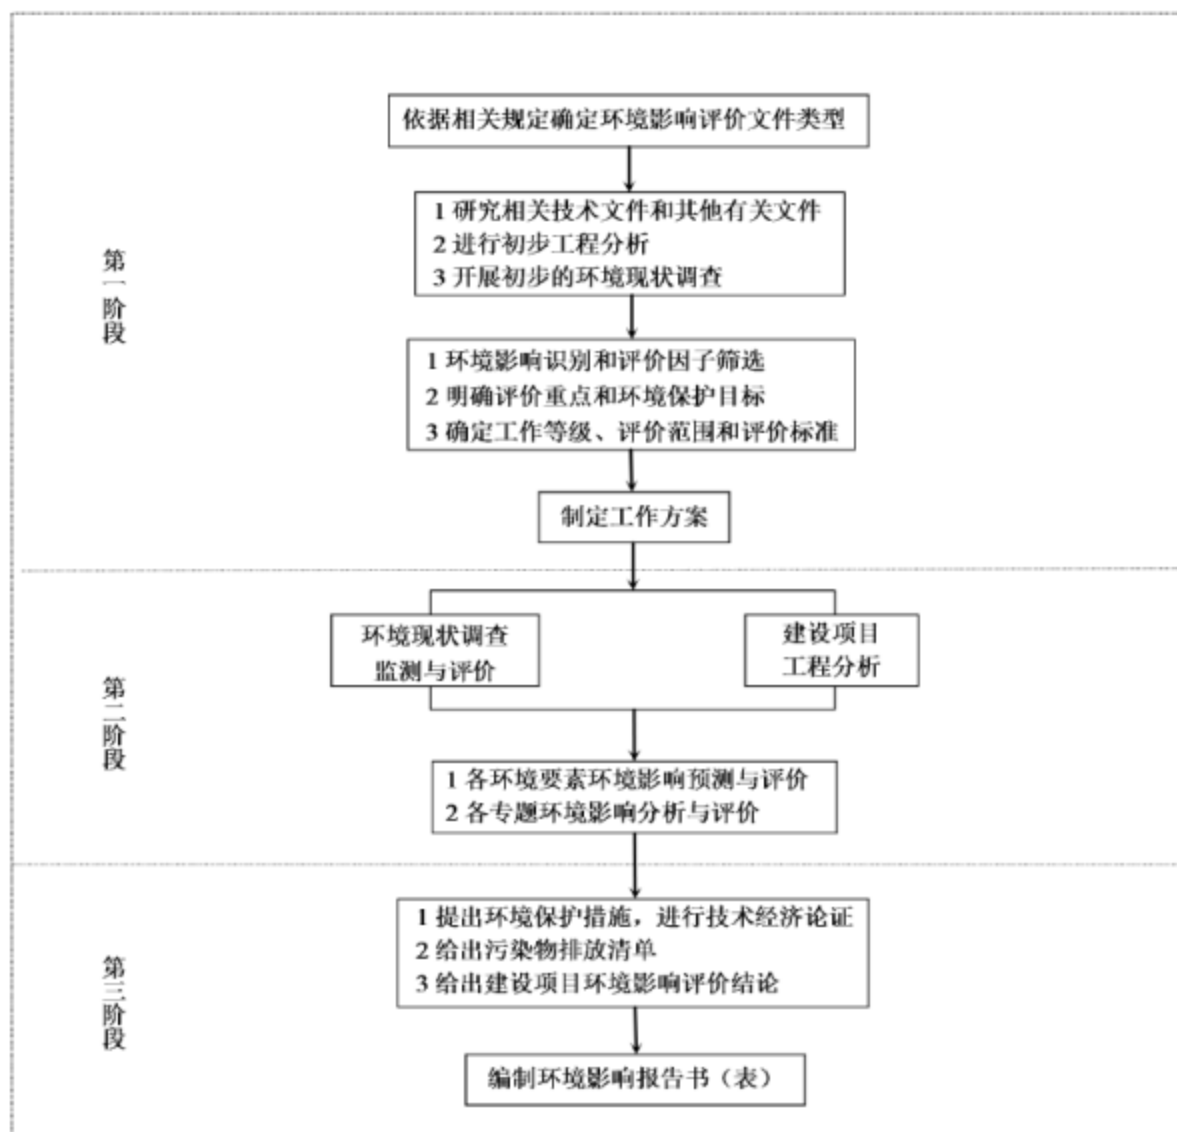 依据相关规定确定环境影响评价文件类型
1 研究相关技术文件和其他有关文件
2 进行初步工程分析
3 开展初步的环境现状调查
第一阶段
1 环境影响识别和评价因子筛选
2 明确评价重点和环境保护目标
3 确定工作等级、评价范围和评价标准
制定工作方案
环境现状调查
监测与评价
建设项目
工程分析
第二阶段
1 各环境要素环境影响预测与评价
2 各专题环境影响分析与评价
1 提出环境保护措施，进行技术经济论证
2 给出污染物排放清单
3 给出建设项目环境影响评价结论
第三阶段
编制环境影响报告书（表）